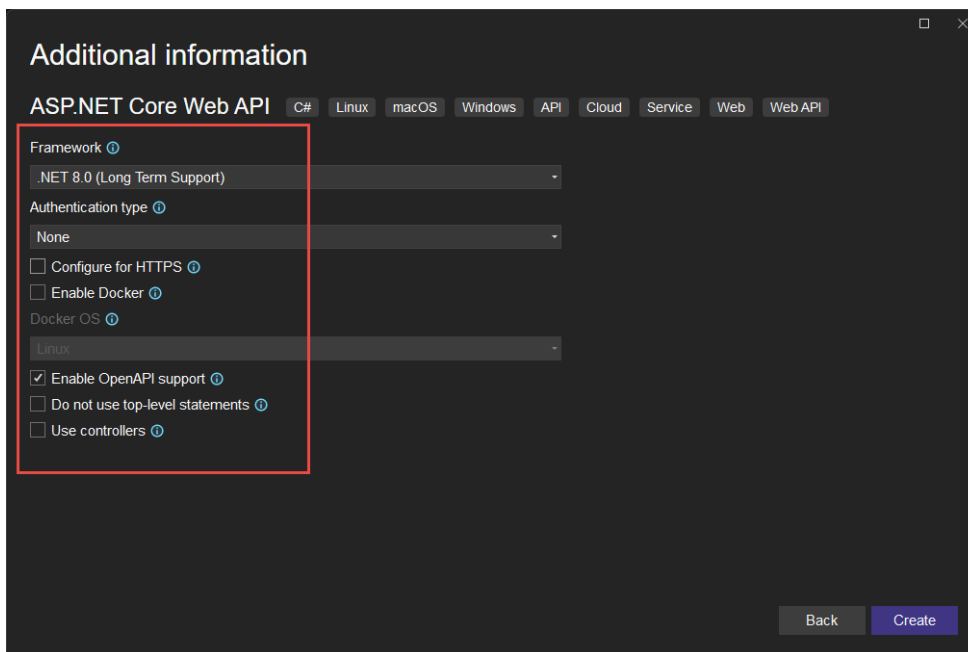 Additional information
ASP.NET Core Web API C# Linux macOS Windows API Cloud Service Web Web API
Framework
.NET 8.0 (Long Term Support)
Authentication type
None
Configure for HTTPS
Enable Docker
Docker OS
Linux
Enable OpenAPI support
Do not use top-level statements
Use controllers
Back Create